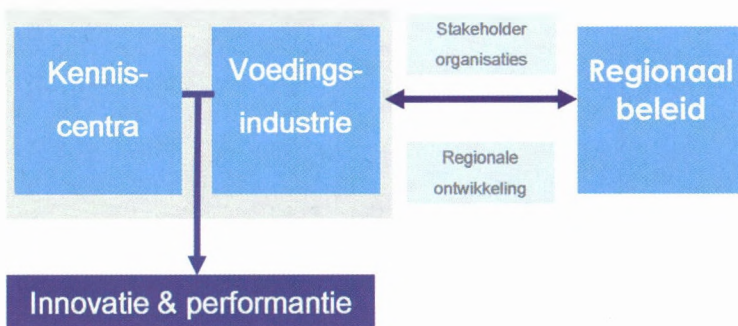 Kennis-
centra
Voedings-
industrie
Stakeholder
organisaties
Regionale
ontwikkeling
Regionaal
beleid
Innovatie & performantie